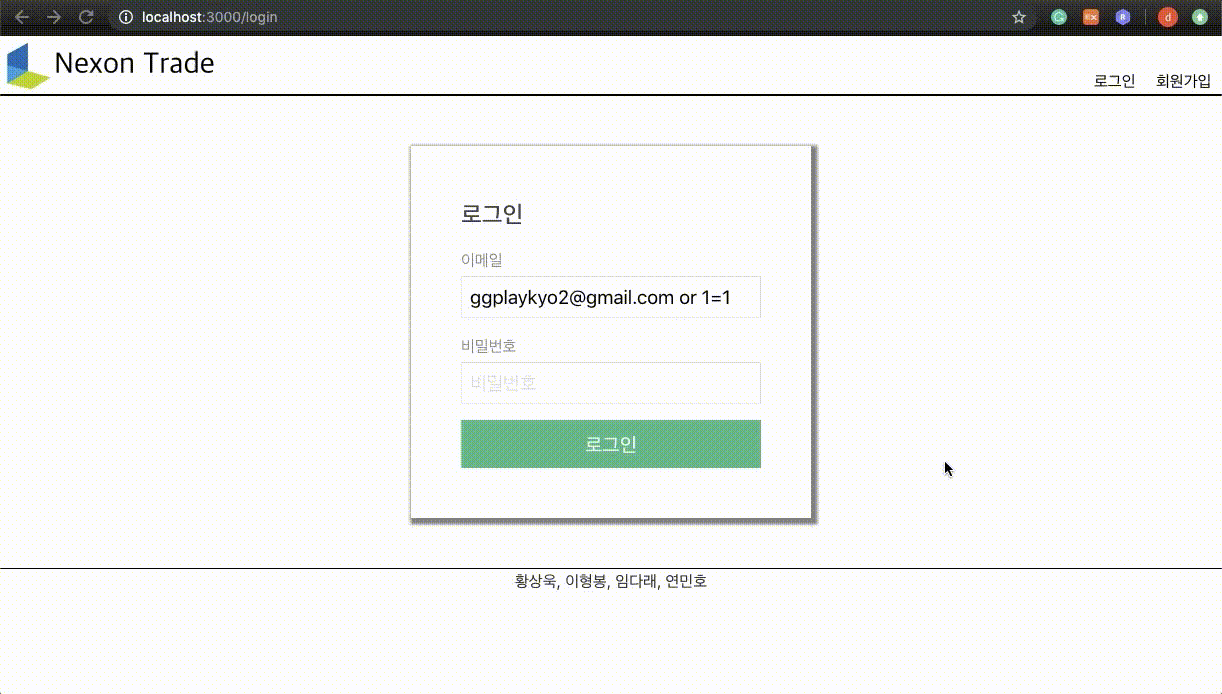 localhost:3000/login
Nexon Trade
로그인 회원가입
로그인
이메일
ggplaykyo2@gmail.com or 1=1
비밀번호
비밀번호
로그인
황상욱, 이형봉, 임다래, 연민호